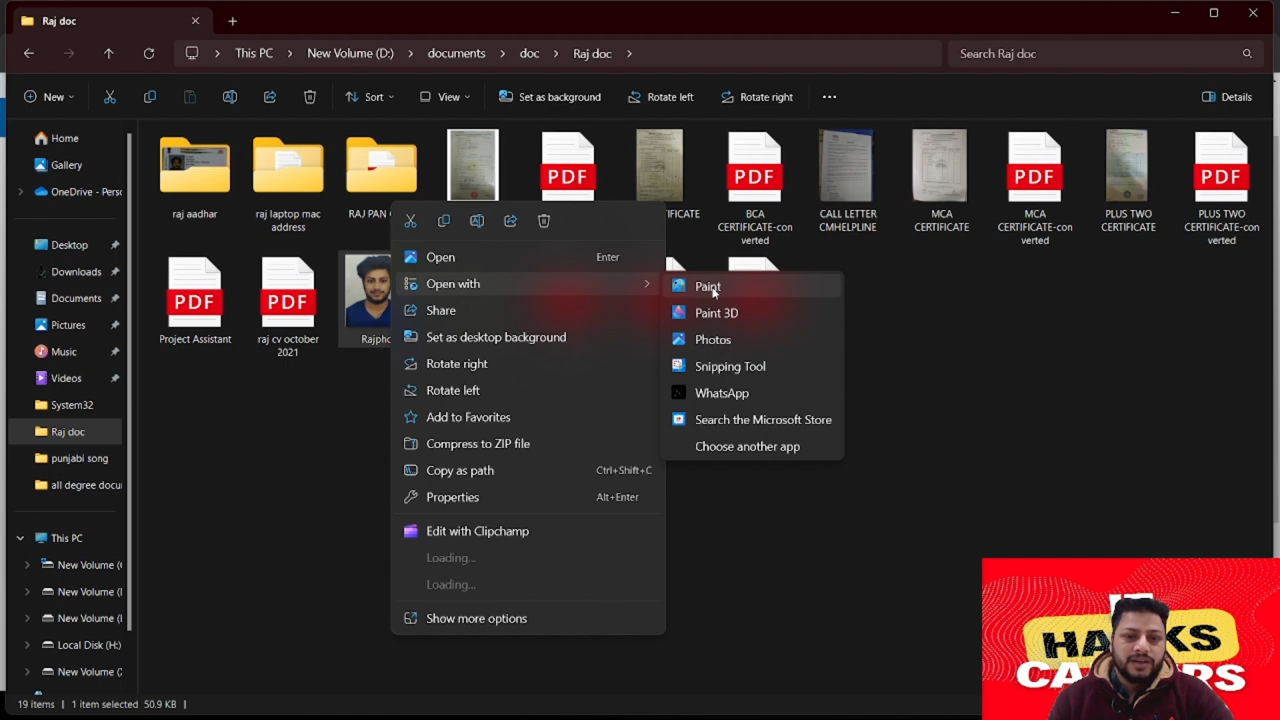 Raj doc
This PC
New Volume (D:)
documents
doc
Raj doc
Search Raj doc
New
Sort
View
Set as background
Rotate left
Rotate right
Details
Home
Gallery
OneDrive - Perso
Desktop
Downloads
Documents
Pictures
Music
Videos
System32
Raj doc
punjabi song
all degree docu
This PC
New Volume (
New Volume (
New Volume (
Local Disk (H:)
New Volume (
raj aadhar
raj laptop mac
address
RAJ PAN
PDF
IFICATE
PDF
BCA
CERTIFICATE-con
verted
CALL LETTER
CMHELPLINE
MCA
CERTIFICATE
PDF
MCA
CERTIFICATE-con
verted
PLUS TWO
CERTIFICATE
PDF
PLUS TWO
CERTIFICATE-con
verted
PDF
Project Assistant
PDF
raj cv october
2021
Rajpho
Open Enter
Open with
Share
Set as desktop background
Rotate right
Rotate left
Add to Favorites
Compress to ZIP file
Copy as path Ctrl+Shift+C
Properties Alt+Enter
Edit with Clipchamp
Loading...
Loading...
Show more options
Paint
Paint 3D
Photos
Snipping Tool
WhatsApp
Search the Microsoft Store
Choose another app
19 items
1 item selected 50.9 KB